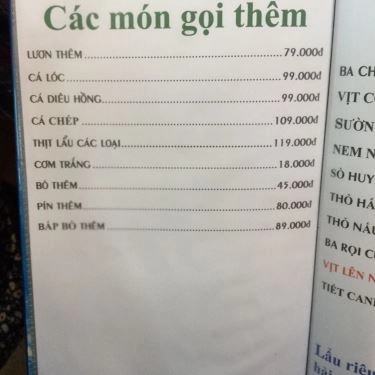 Các món gọi thêm
LƯƠN THÊM 79.000đ
CÁ LÓC 99.000đ
CÁ DIÊU HỒNG 99.000đ
CÁ CHÉP 109.000đ
THỊT LẨU CÁC LOẠI 119.000đ
CƠM TRẮNG 18.000đ
BÒ THÊM 45.000đ
PÍN THÊM 80.000đ
BẮP BÒ THÊM 89.000đ
BA CH
VỊT C
SƯỜN
NEM N
SÒ HUY
THỎ
THỎ
BA RỌI
VỊT LÊN
TIẾT CAN
Lẩu riêu